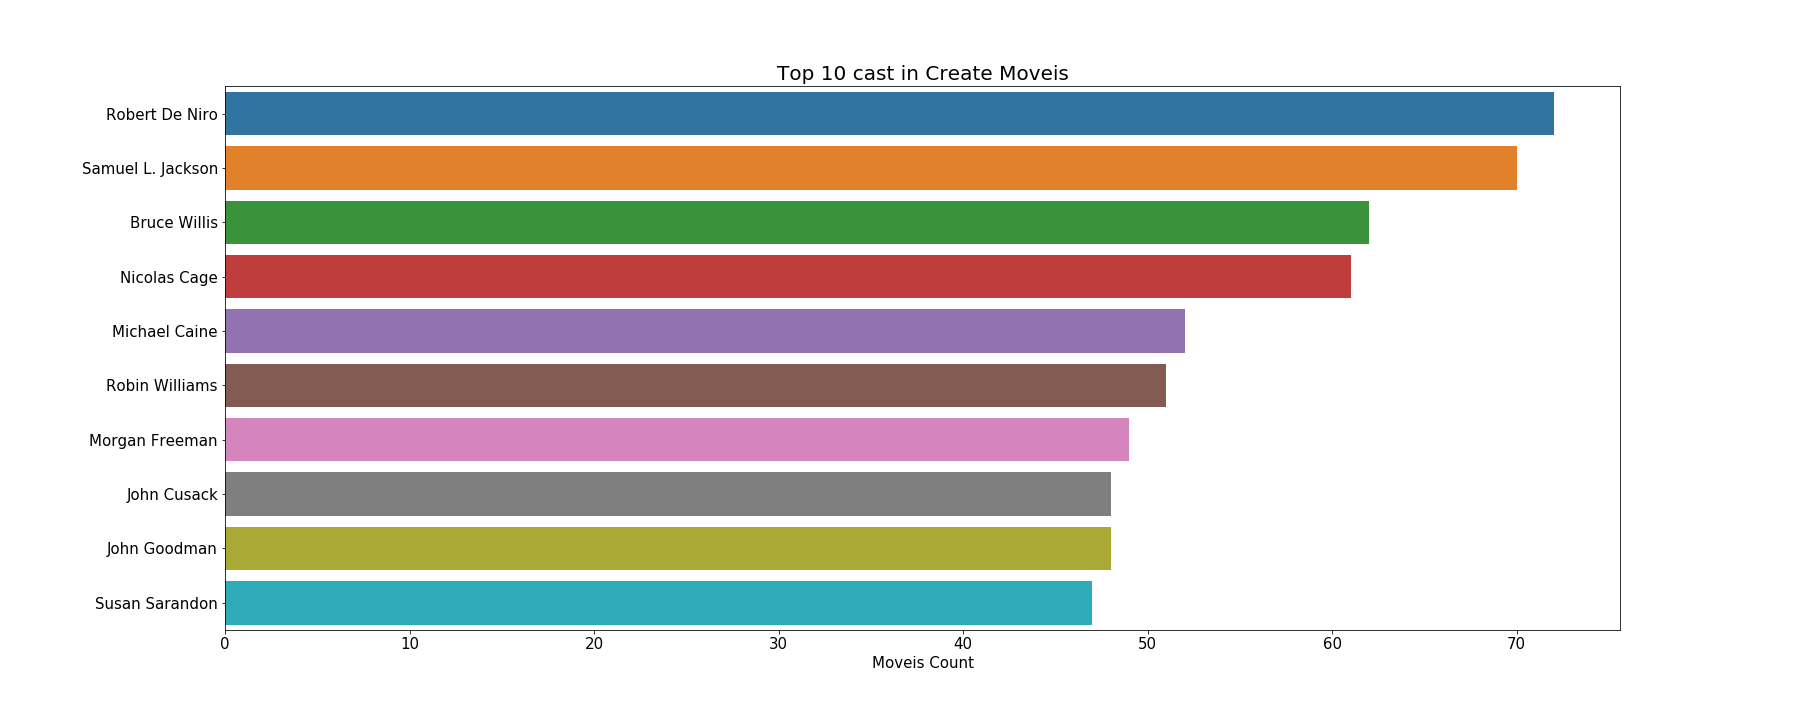 Top 10 cast in Create Moveis
Robert De Niro
Samuel L. Jackson
Bruce Willis
Nicolas Cage
Michael Caine
Robin Williams
Morgan Freeman
John Cusack
John Goodman
Susan Sarandon
0 10 20 30 40 50 60 70
Moveis Count